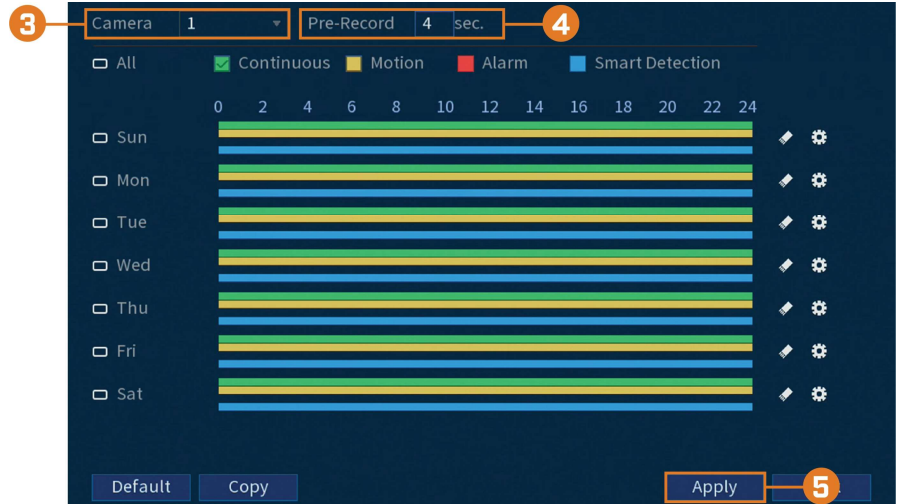 3 Camera 1 Pre-Record 4 sec. 4
All Continuous Motion Alarm Smart Detection
0 2 4 6 8 10 12 14 16 18 20 22 24
Sun
Mon
Tue
Wed
Thu
Fri
Sat
Default Copy Apply 5